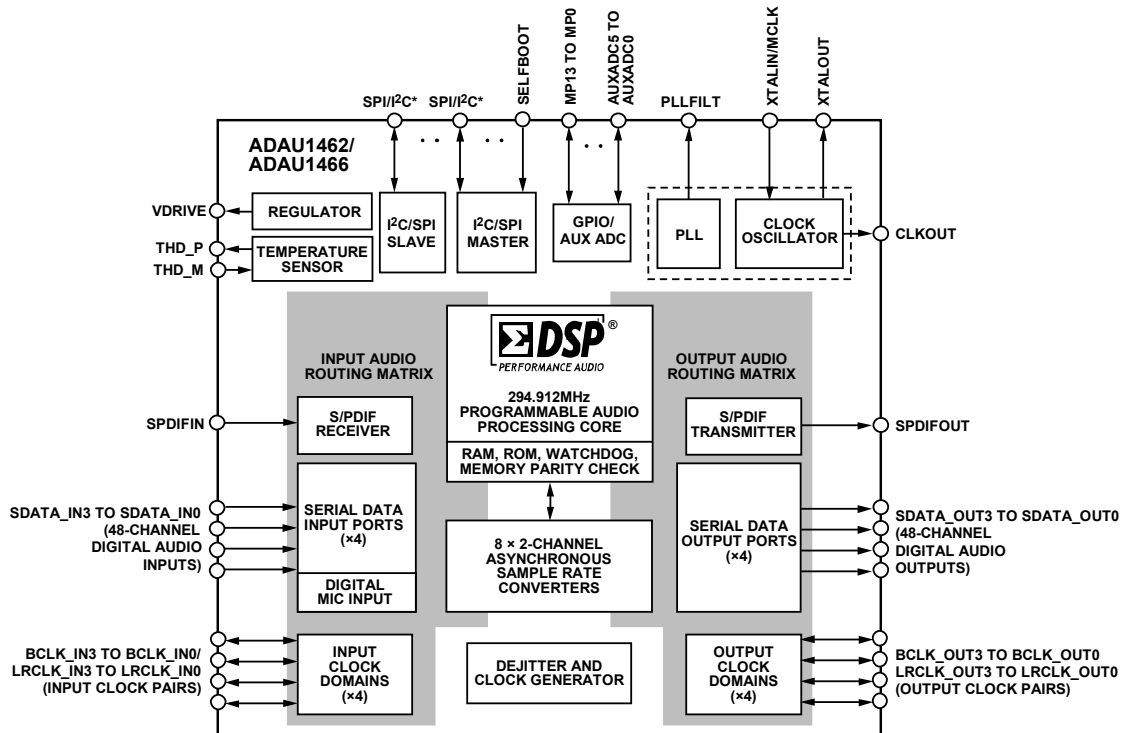 SPI/I²C*
SPI/I²C*
SELFBOOT
MP13 TO MP0
AUXADC5 TO
AUXADC0
PLLFILT
XTALIN/MCLK
XTALOUT
ADAU1462/
ADAU1466
VDRIVE
REGULATOR
THD_P
THD_M
TEMPERATURE
SENSOR
I²C/SPI
SLAVE
I²C/SPI
MASTER
GPIO/
AUX ADC
PLL
CLOCK
OSCILLATOR
CLKOUT
INPUT AUDIO
ROUTING MATRIX
ΣDSP®
PERFORMANCE AUDIO
294.912MHz
PROGRAMMABLE AUDIO
PROCESSING CORE
RAM, ROM, WATCHDOG,
MEMORY PARITY CHECK
OUTPUT AUDIO
ROUTING MATRIX
SPDIFIN
S/PDIF
RECEIVER
S/PDIF
TRANSMITTER
SPDIFOUT
SDATA_IN3 TO SDATA_IN0
(48-CHANNEL
DIGITAL AUDIO
INPUTS)
SERIAL DATA
INPUT PORTS
(×4)
DIGITAL
MIC INPUT
8 × 2-CHANNEL
ASYNCHRONOUS
SAMPLE RATE
CONVERTERS
SERIAL DATA
OUTPUT PORTS
(×4)
SDATA_OUT3 TO SDATA_OUT0
(48-CHANNEL
DIGITAL AUDIO
OUTPUTS)
BCLK_IN3 TO BCLK_IN0/
LRCLK_IN3 TO LRCLK_IN0
(INPUT CLOCK PAIRS)
INPUT
CLOCK
DOMAINS
(×4)
DEJITTER AND
CLOCK GENERATOR
OUTPUT
CLOCK
DOMAINS
(×4)
BCLK_OUT3 TO BCLK_OUT0
LRCLK_OUT3 TO LRCLK_OUT0
(OUTPUT CLOCK PAIRS)